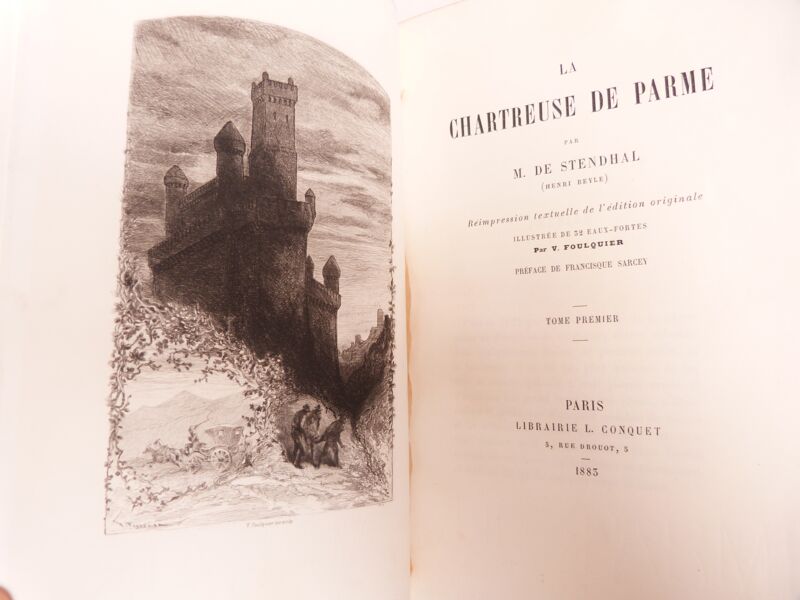 LA
CHARTREUSE DE PARME
PAR
M. DE STENDHAL
(HENRI BEYLE)
Réimpression textuelle de l'édition originale
ILLUSTRÉE DE 32 EAUX-FORTES
Par V. FOULQUIER
PRÉFACE DE FRANCISQUE SARCEY
TOME PREMIER
PARIS
LIBRAIRIE L. CONQUET
5, RUE DROUOT, 5
1883
V. Foulquier